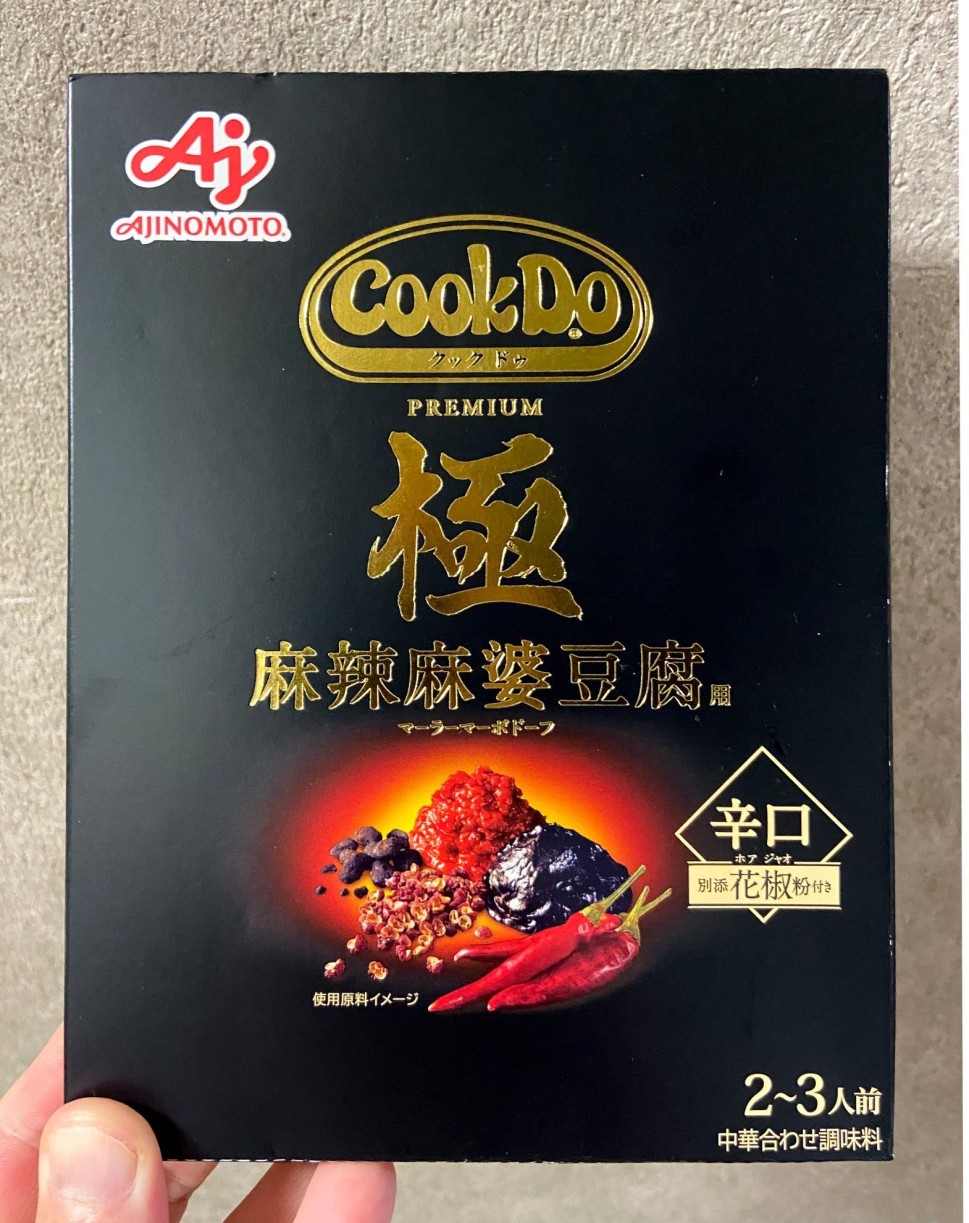 Aj
AJINOMOTO®
CookDo®
クック ドゥ
PREMIUM
極
麻辣麻婆豆腐用
マーラーマーボドーフ
辛口
ホア ジャオ
別添花椒粉付き
使用原料イメージ
2~3人前
中華合わせ調味料